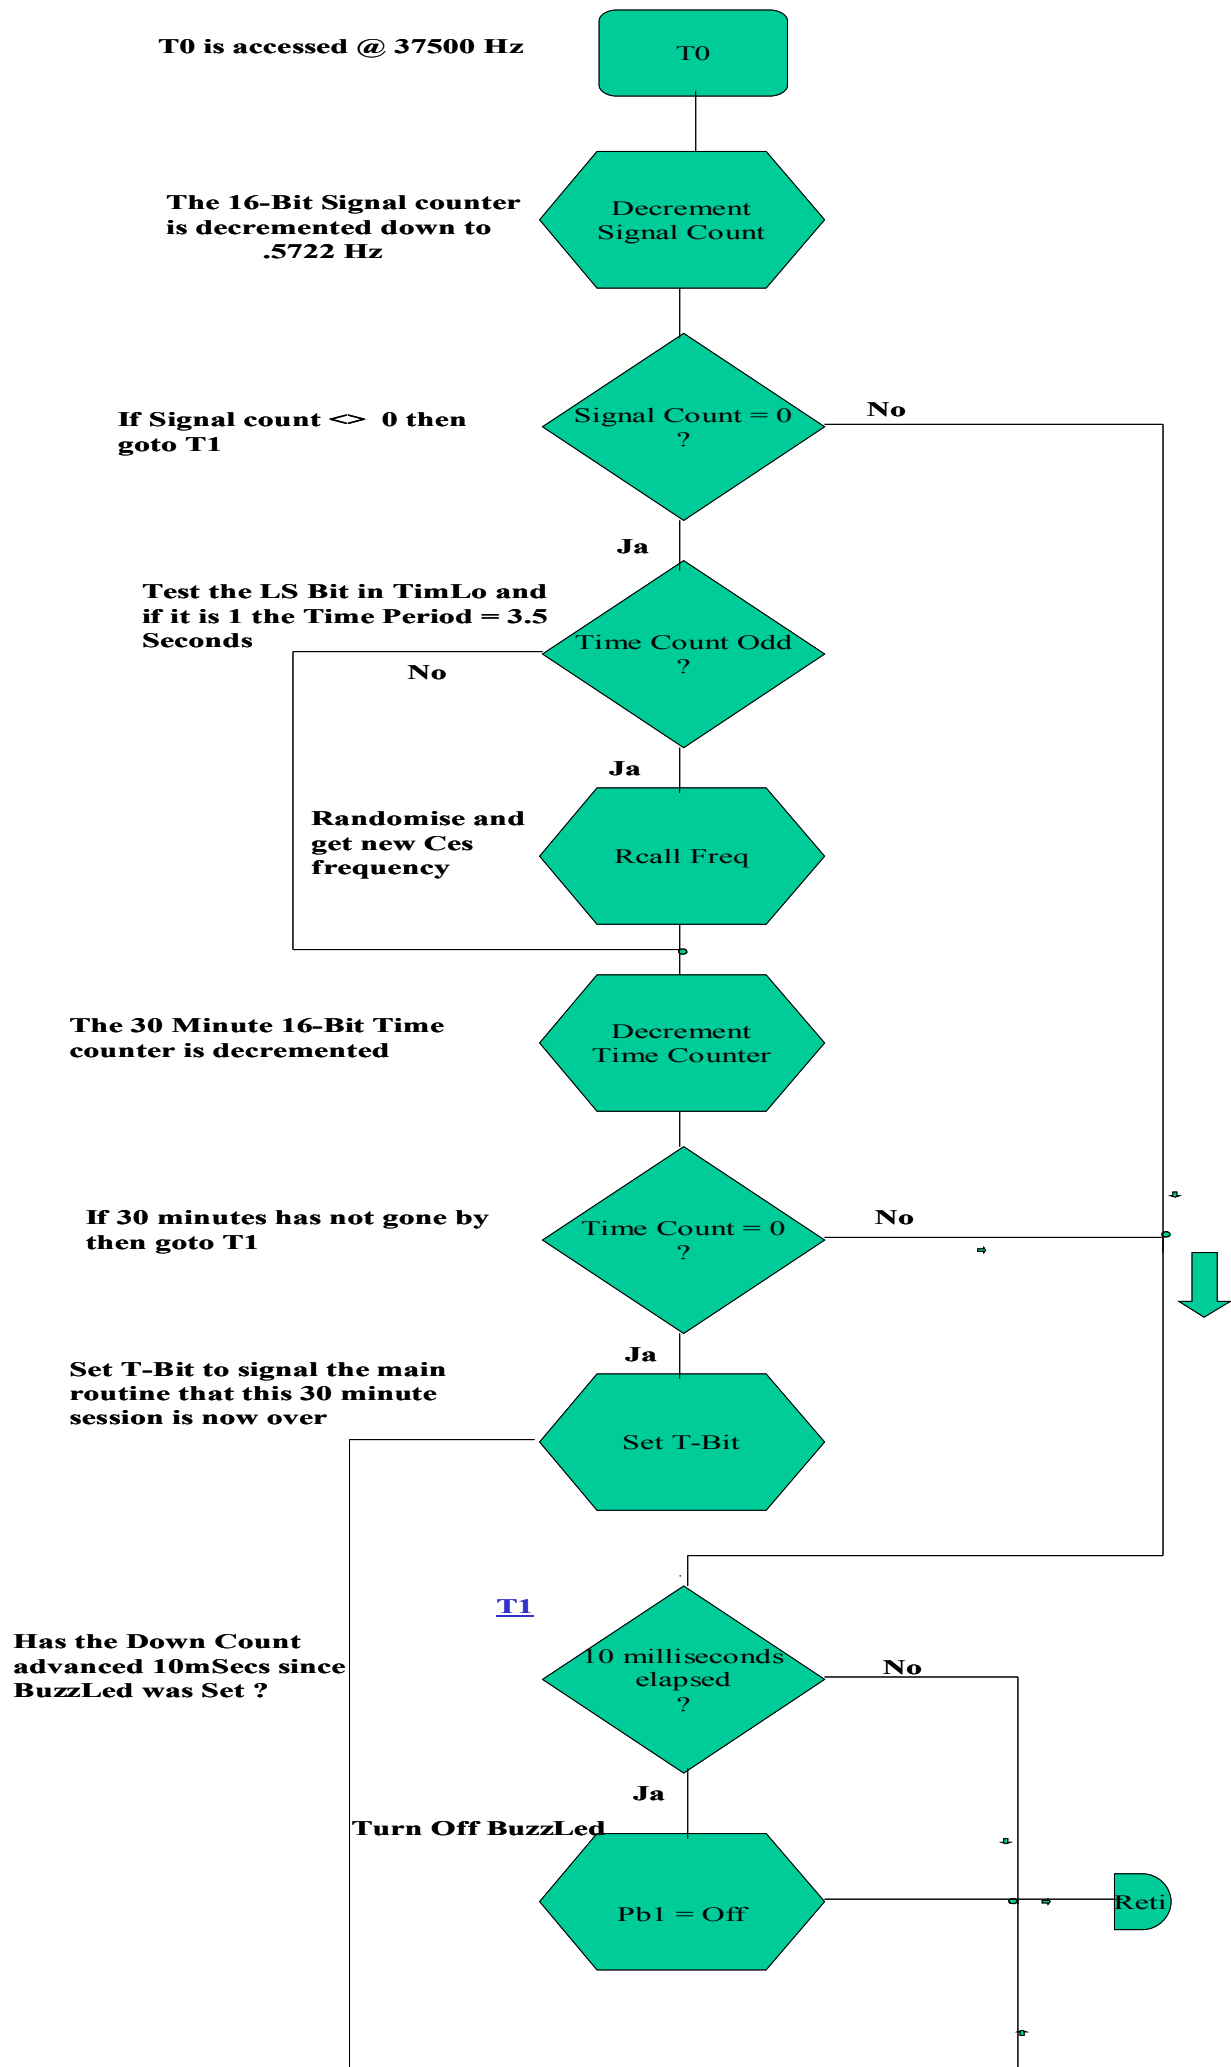 T0 is accessed @ 37500 Hz
T0
The 16-Bit Signal counter
is decremented down to
.5722 Hz
Decrement
Signal Count
If Signal count <> 0 then
goto T1
Signal Count = 0
?
No
Ja
Test the LS Bit in TimLo and
if it is 1 the Time Period = 3.5
Seconds
Time Count Odd
?
No
Ja
Randomise and
get new Ces
frequency
Rcall Freq
The 30 Minute 16-Bit Time
counter is decremented
Decrement
Time Counter
If 30 minutes has not gone by
then goto T1
Time Count = 0
?
No
Ja
Set T-Bit to signal the main
routine that this 30 minute
session is now over
Set T-Bit
T1
Has the Down Count
advanced 10mSecs since
BuzzLed was Set ?
10 milliseconds
elapsed
?
No
Ja
Turn Off BuzzLed
Pb1 = Off
Reti